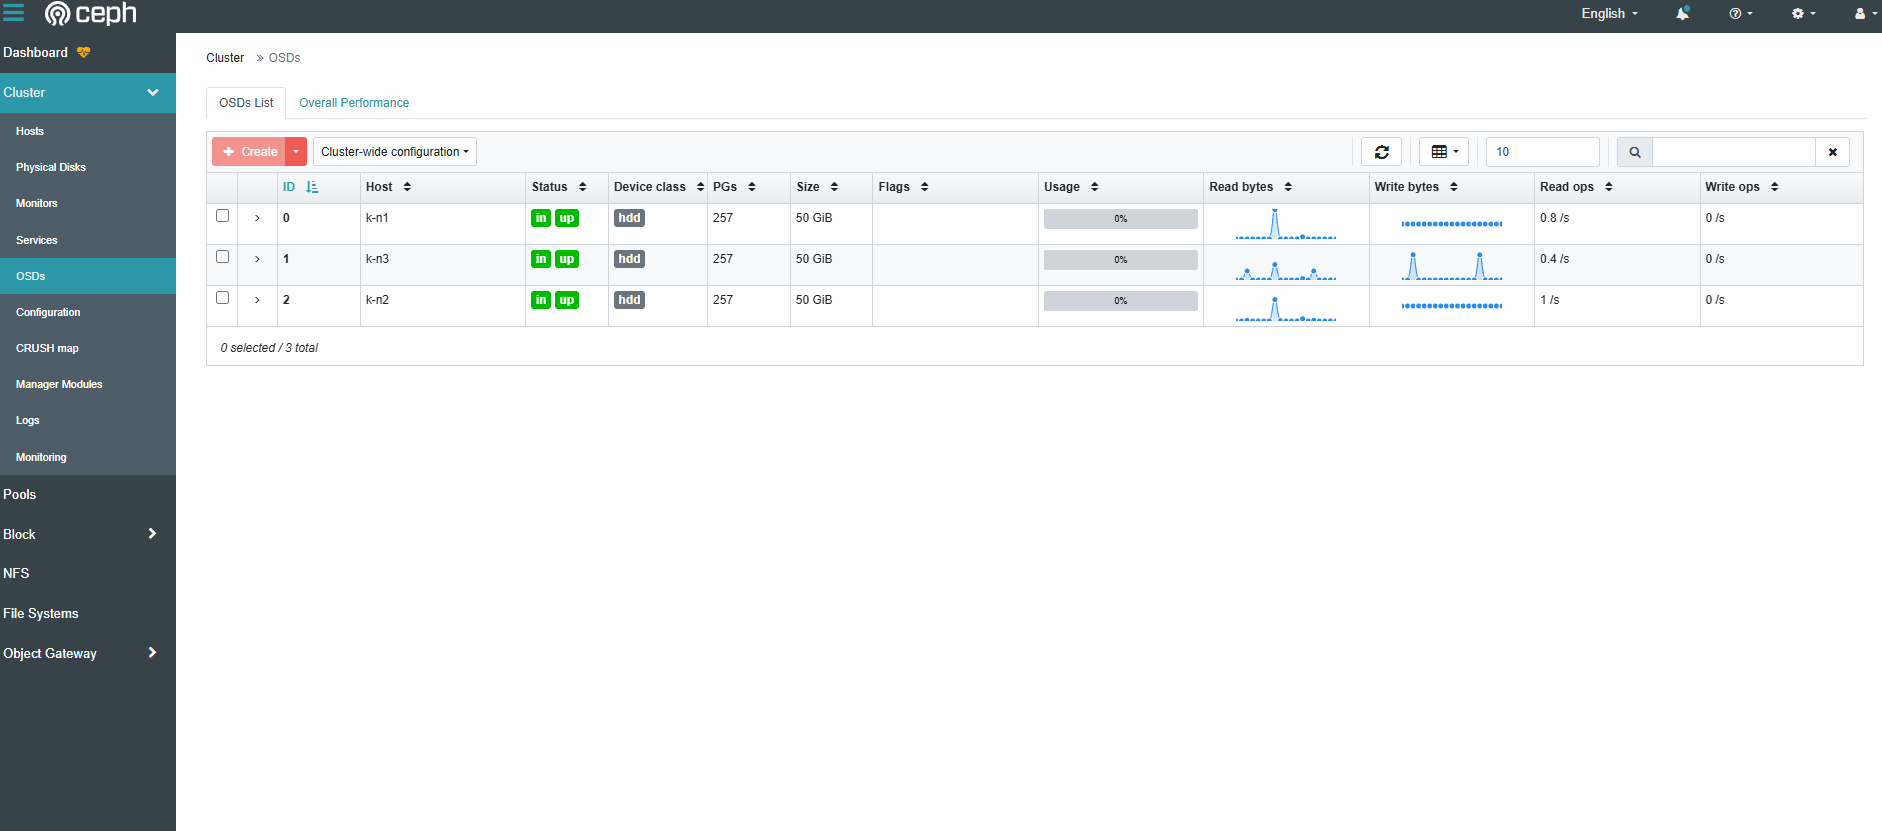 ceph
English
Dashboard
Cluster
Hosts
Physical Disks
Monitors
Services
OSDs
Configuration
CRUSH map
Manager Modules
Logs
Monitoring
Pools
Block
NFS
File Systems
Object Gateway
Cluster » OSDs
OSDs List Overall Performance
Create Cluster-wide configuration 10
ID Host Status Device class PGs Size Flags Usage Read bytes Write bytes Read ops Write ops
0 k-n1 in up hdd 257 50 GiB 0% 0.8 /s 0 /s
1 k-n3 in up hdd 257 50 GiB 0% 0.4 /s 0 /s
2 k-n2 in up hdd 257 50 GiB 0% 1 /s 0 /s
0 selected / 3 total